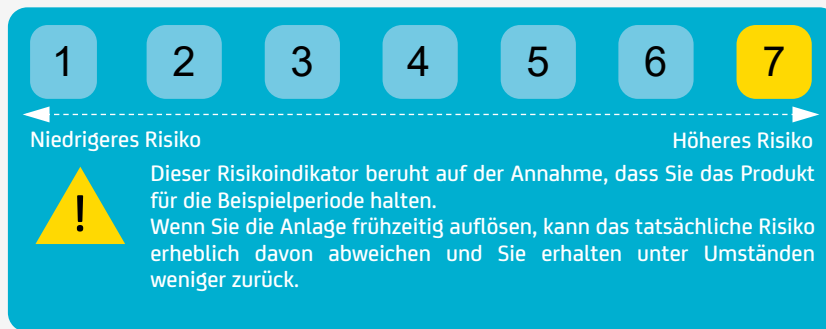 1 2 3 4 5 6 7
Niedrigeres Risiko Höheres Risiko
!
Dieser Risikoindikator beruht auf der Annahme, dass Sie das Produkt
für die Beispielperiode halten.
Wenn Sie die Anlage frühzeitig auflösen, kann das tatsächliche Risiko
erheblich davon abweichen und Sie erhalten unter Umständen
weniger zurück.